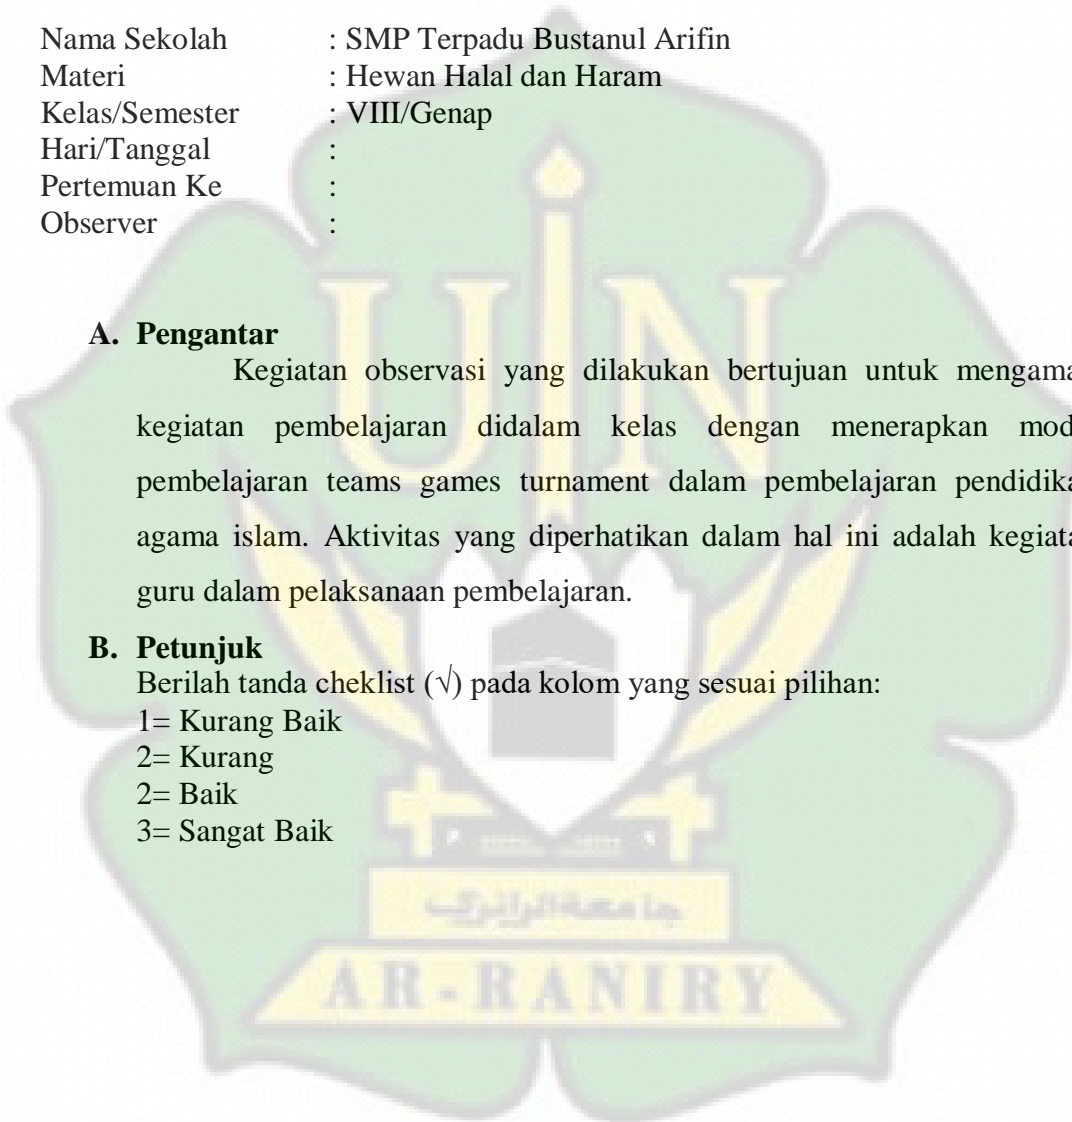 Nama Sekolah : SMP Terpadu Bustanul Arifin
Materi : Hewan Halal dan Haram
Kelas/Semester : VIII/Genap
Hari/Tanggal :
Pertemuan Ke :
Observer :
A. Pengantar
Kegiatan observasi yang dilakukan bertujuan untuk mengama
kegiatan pembelajaran didalam kelas dengan menerapkan mod
pembelajaran teams games turnament dalam pembelajaran pendidika
agama islam. Aktivitas yang diperhatikan dalam hal ini adalah kegiata
guru dalam pelaksanaan pembelajaran.
B. Petunjuk
Berilah tanda cheklist (√) pada kolom yang sesuai pilihan:
1= Kurang Baik
2= Kurang
2= Baik
3= Sangat Baik
UIN
جامعة الرانري
AR-RANIRY